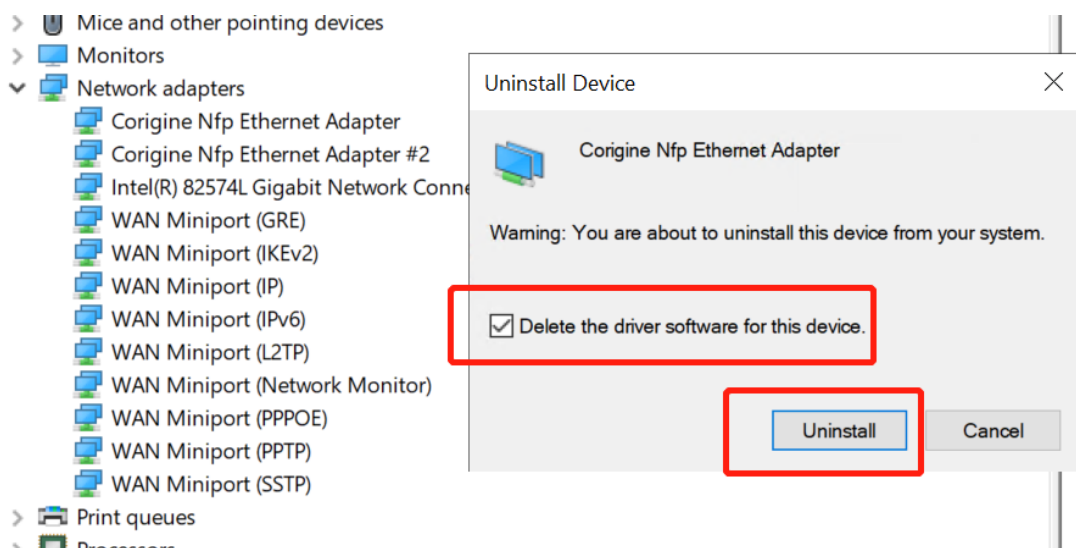 Mice and other pointing devices
Monitors
Network adapters
Corigine Nfp Ethernet Adapter
Corigine Nfp Ethernet Adapter #2
Intel(R) 82574L Gigabit Network Conne
WAN Miniport (GRE)
WAN Miniport (IKEv2)
WAN Miniport (IP)
WAN Miniport (IPv6)
WAN Miniport (L2TP)
WAN Miniport (Network Monitor)
WAN Miniport (PPPOE)
WAN Miniport (PPTP)
WAN Miniport (SSTP)
Print queues
Processors
Uninstall Device
Corigine Nfp Ethernet Adapter
Warning: You are about to uninstall this device from your system.
Delete the driver software for this device.
Uninstall
Cancel